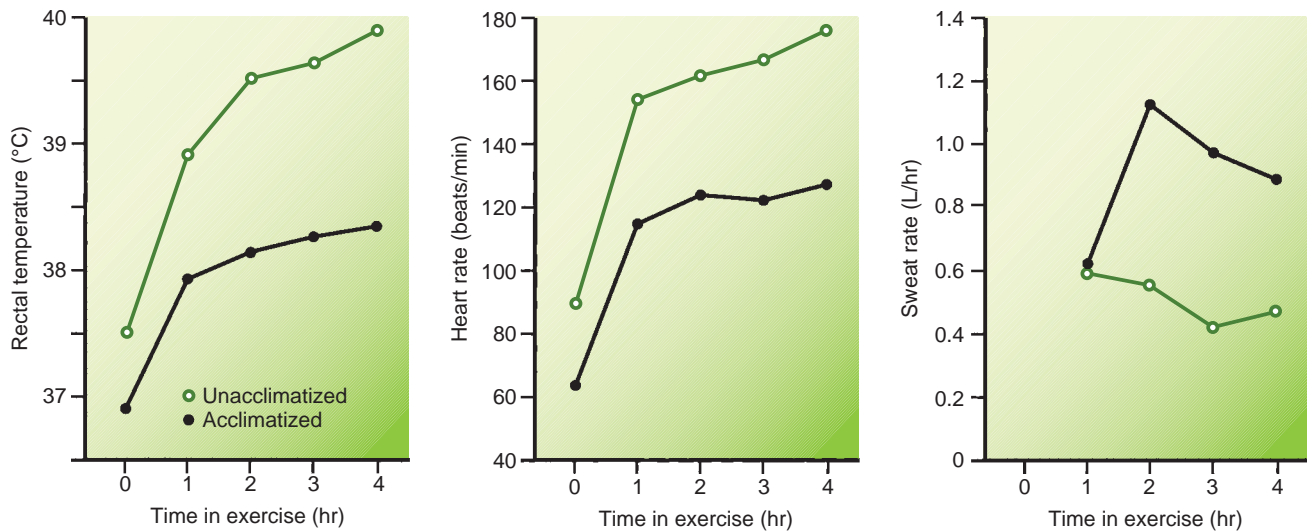 Rectal temperature (°C)
40
39
38
37
Unacclimatized
Acclimatized
0 1 2 3 4
Time in exercise (hr)
Heart rate (beats/min)
180
160
140
120
100
80
60
40
0 1 2 3 4
Time in exercise (hr)
Sweat rate (L/hr)
1.4
1.2
1.0
0.8
0.6
0.4
0.2
0
0 1 2 3 4
Time in exercise (hr)